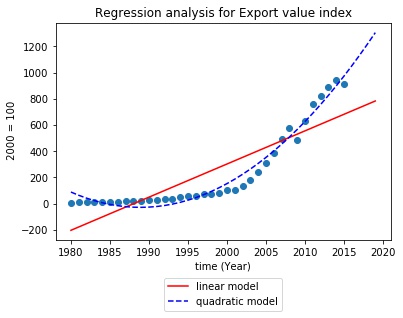 Regression analysis for Export value index
2000 = 100
1200
1000
800
600
400
200
0
−200
1980 1985 1990 1995 2000 2005 2010 2015 2020
time (Year)
linear model
quadratic model